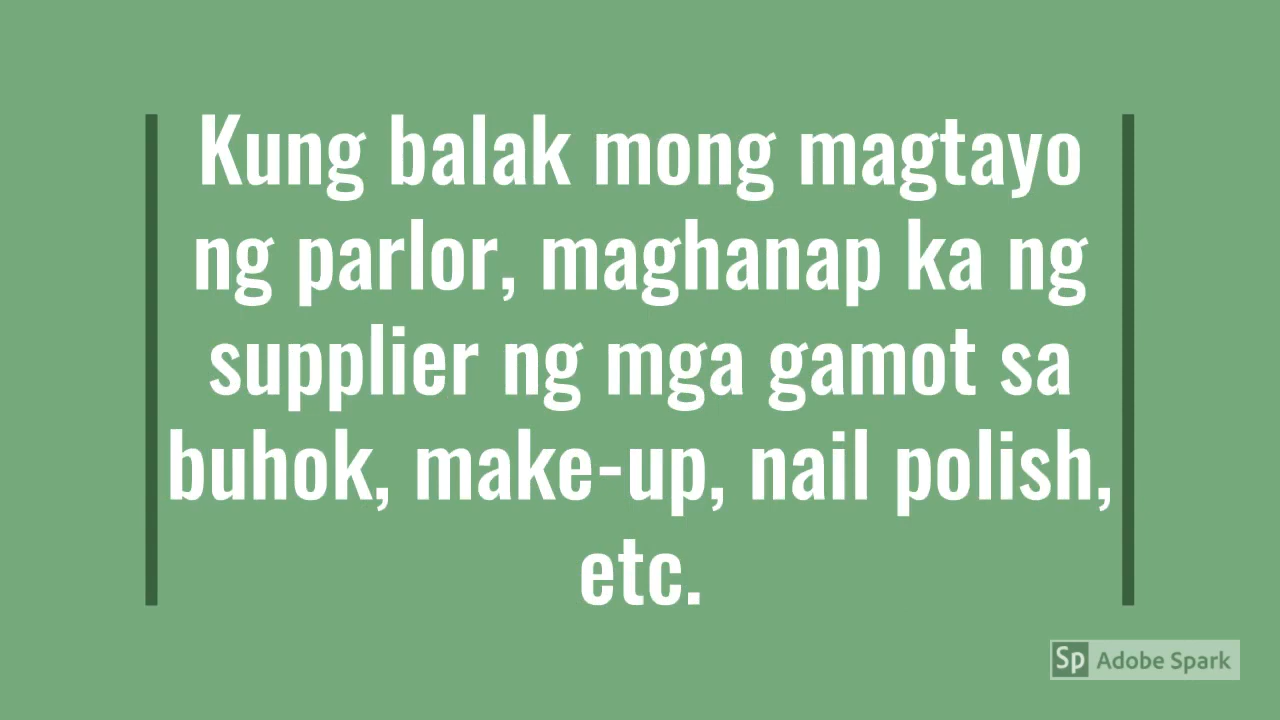 Kung balak mong magtayo
ng parlor, maghanap ka ng
supplier ng mga gamot sa
buhok, make-up, nail polish,
etc.
Sp Adobe Spark